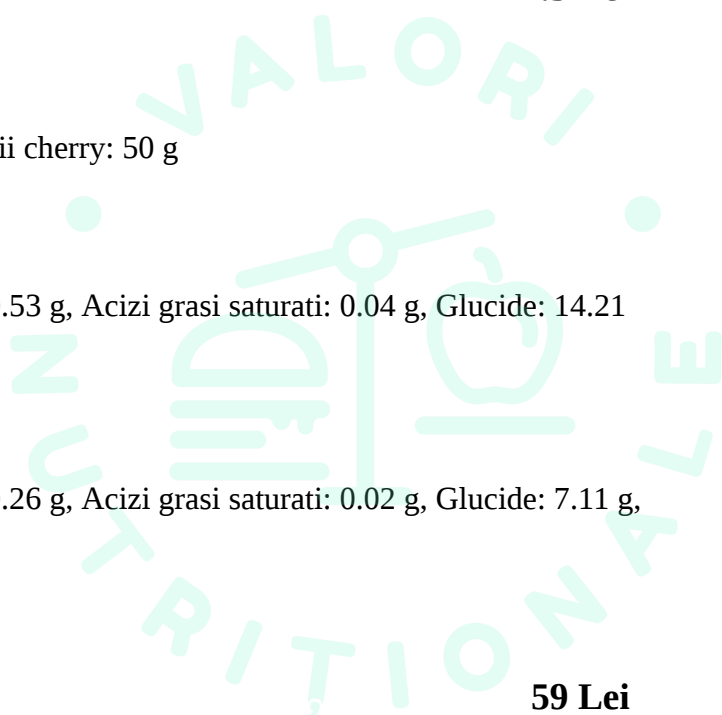 ii cherry: 50 g
.53 g, Acizi grasi saturati: 0.04 g, Glucide: 14.21
.26 g, Acizi grasi saturati: 0.02 g, Glucide: 7.11 g,
59 Lei
VALORI
NUTRIȚIONALE